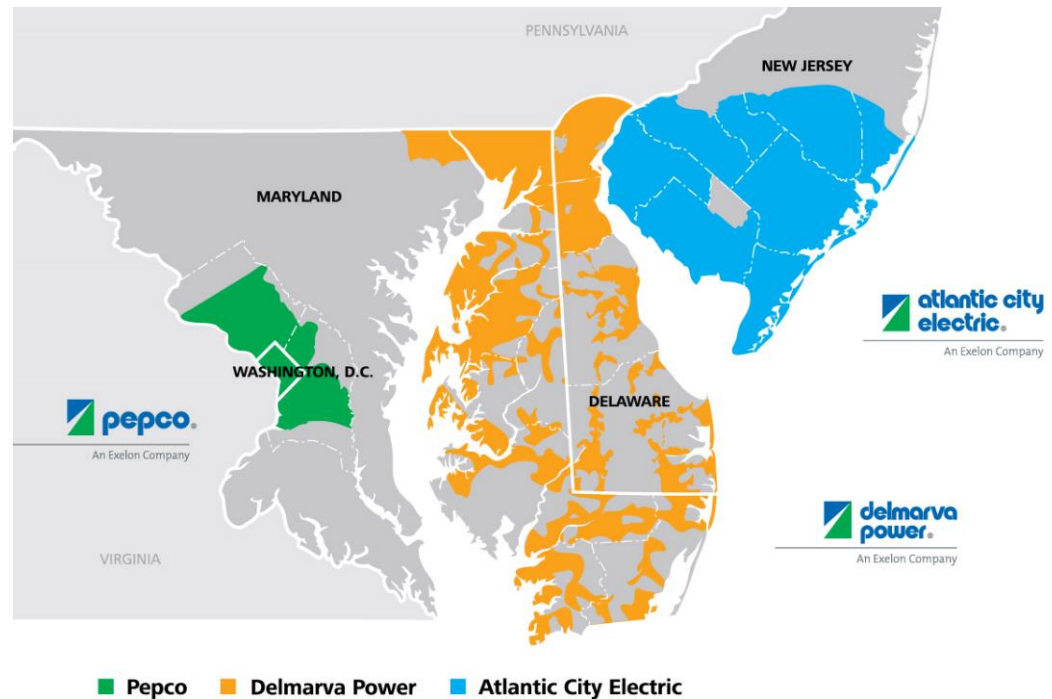 PENNSYLVANIA
NEW JERSEY
MARYLAND
WASHINGTON, D.C.
DELAWARE
VIRGINIA
atlantic city
electric®
An Exelon Company
pepco®
An Exelon Company
delmarva
power®
An Exelon Company
Pepco
Delmarva Power
Atlantic City Electric